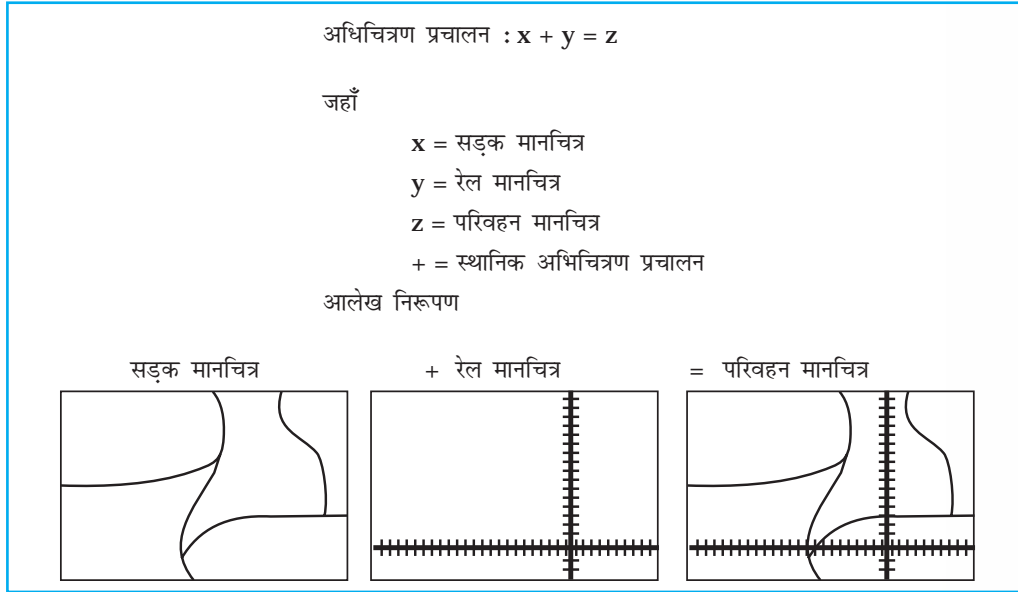 अधिचित्रण प्रचालन : x + y = z
जहाँ
x = सड़क मानचित्र
y = रेल मानचित्र
z = परिवहन मानचित्र
+ = स्थानिक अभिचित्रण प्रचालन
आलेख निरूपण
सड़क मानचित्र + रेल मानचित्र = परिवहन मानचित्र